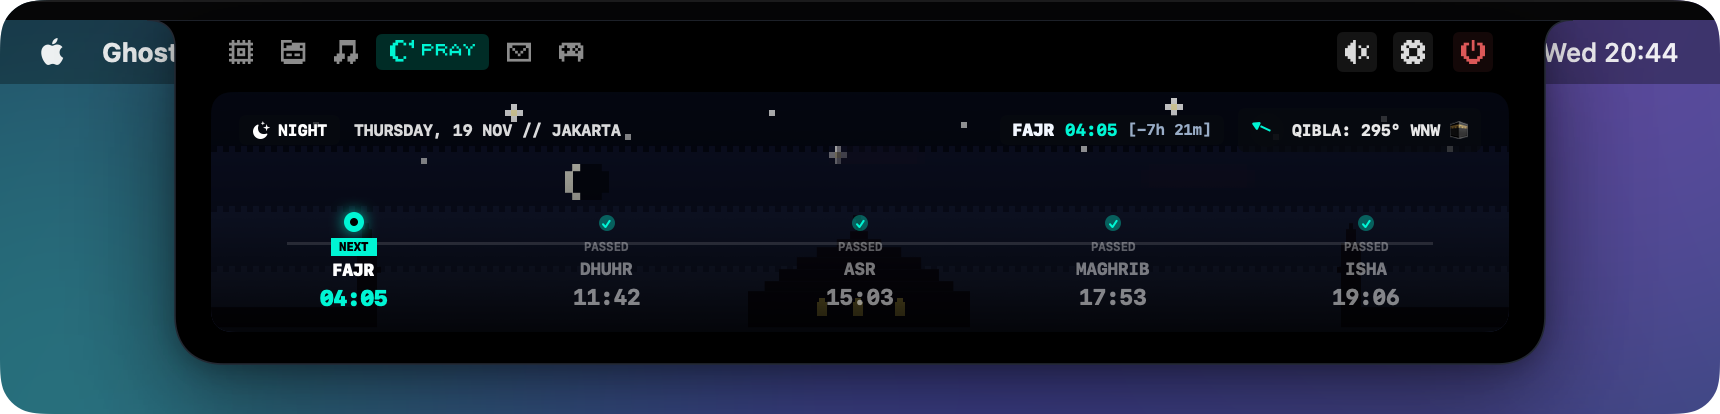 Ghost
PRAY
Wed 20:44
NIGHT THURSDAY, 19 NOV // JAKARTA
FAJR 04:05 [-7h 21m]
QIBLA: 295° WNW
NEXT
FAJR
04:05
PASSED
DHUHR
11:42
PASSED
ASR
15:03
PASSED
MAGHRIB
17:53
PASSED
ISHA
19:06